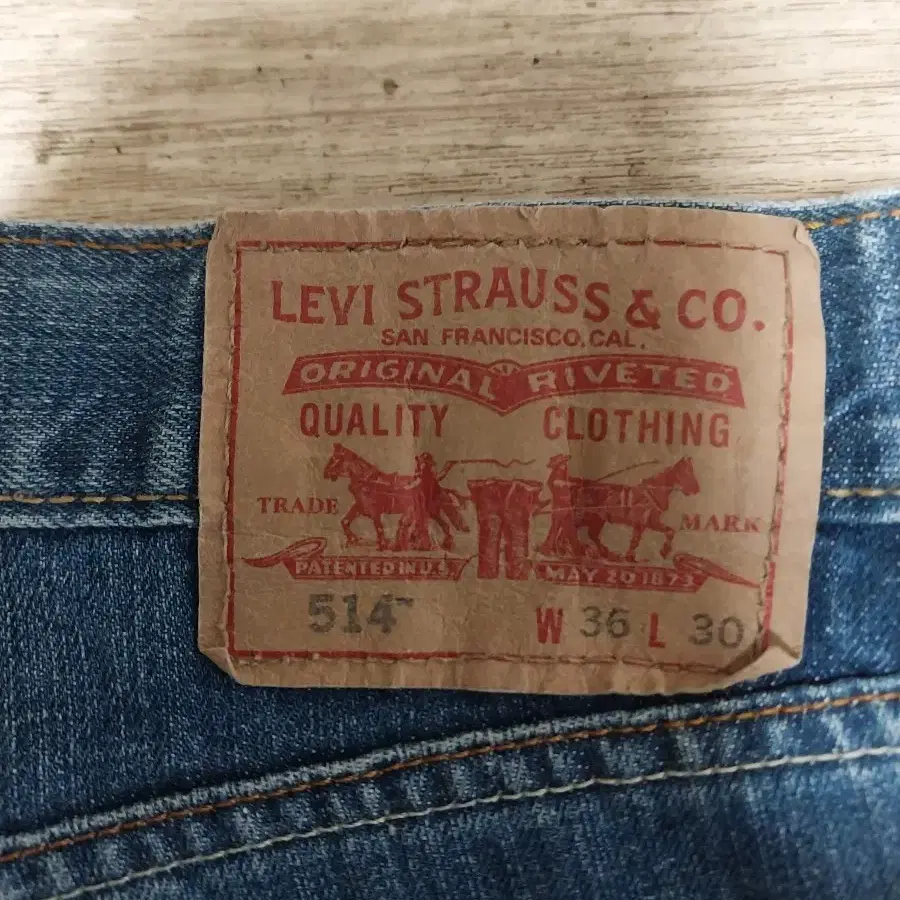 LEVI STRAUSS & CO.
SAN FRANCISCO, CAL.
ORIGINAL RIVETED
QUALITY CLOTHING
TRADE MARK
PATENTED IN U.S. MAY 20 1873
514™ W 36 L 30